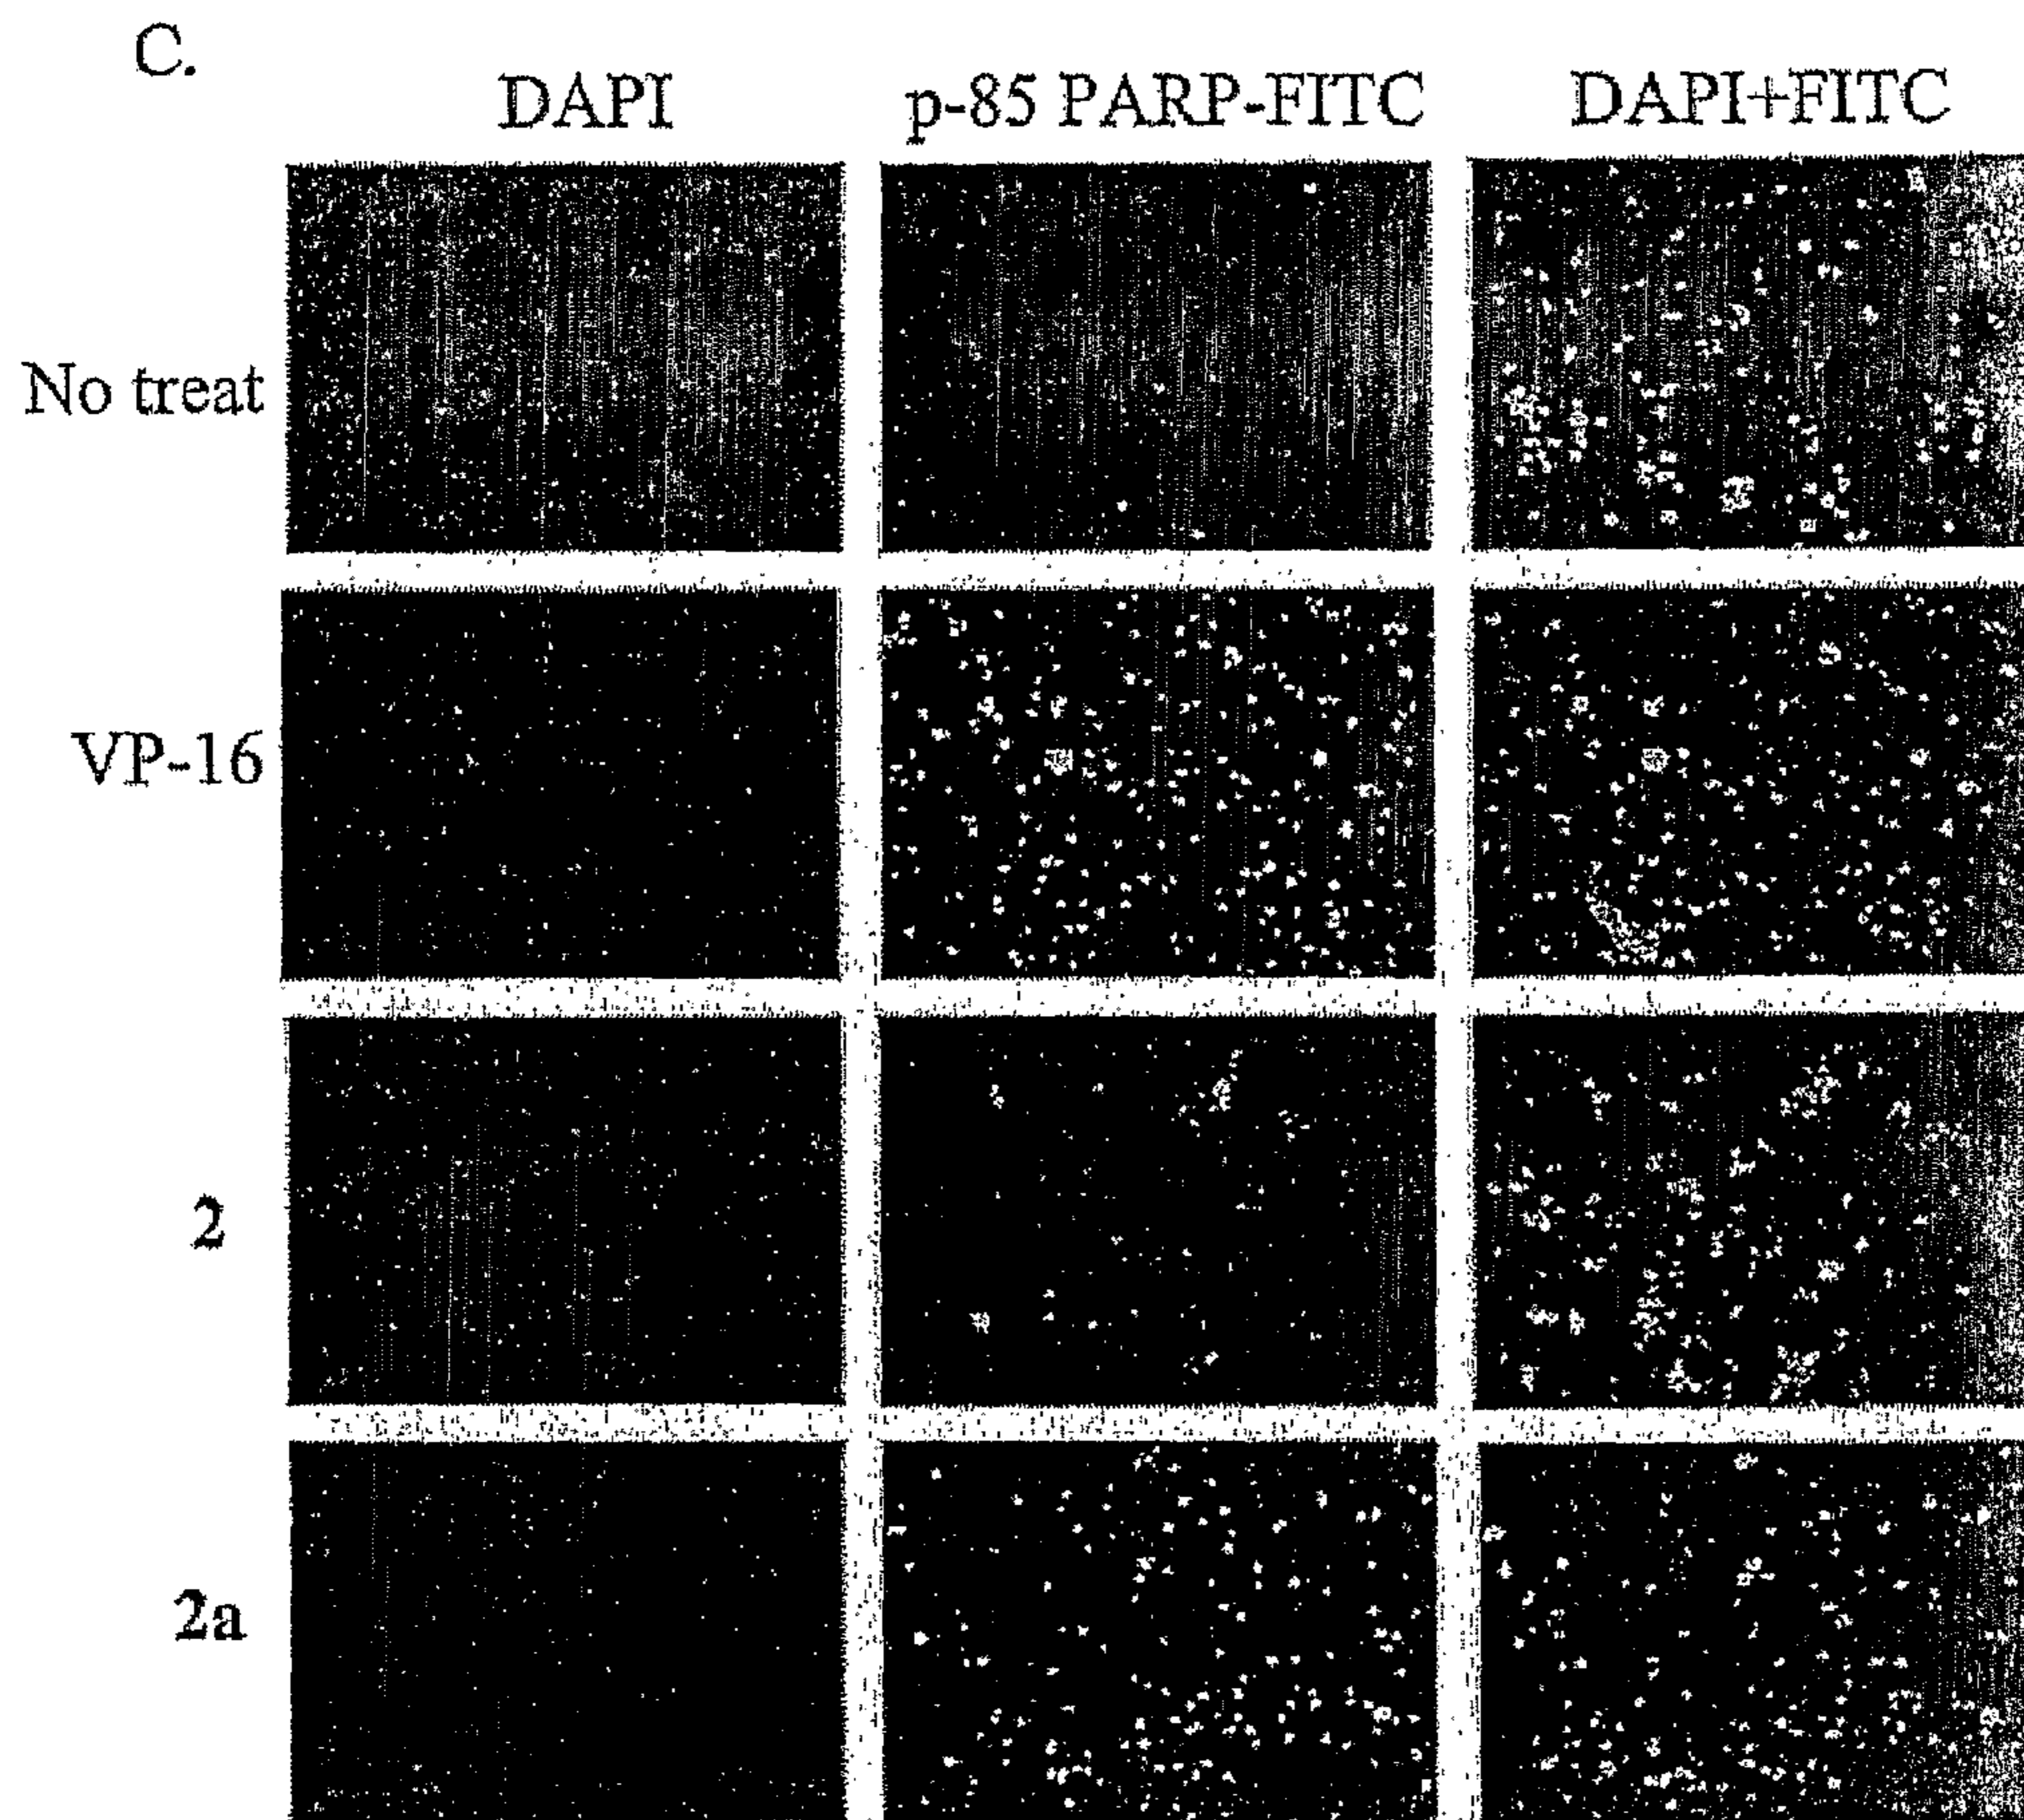 C.
DAPI p-85 PARP-FITC DAPI+FITC
No treat
VP-16
2
2a